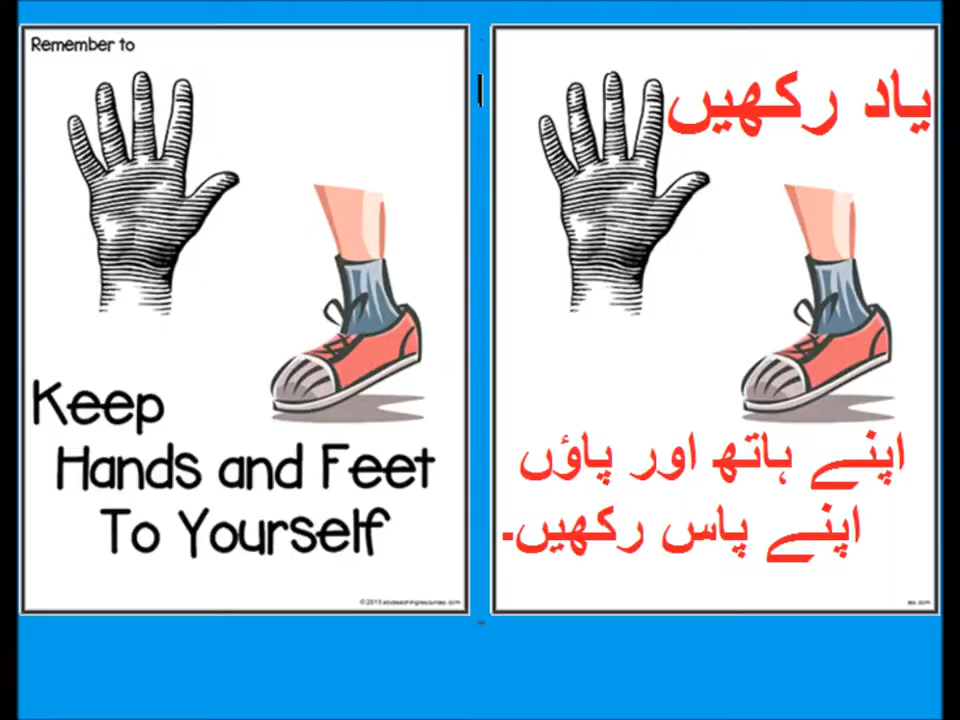 Remember to
Keep
Hands and Feet
To Yourself
یاد رکھیں
اپنے ہاتھ اور پاؤں
اپنے پاس رکھیں۔